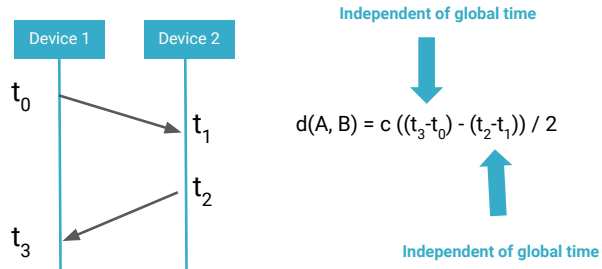 Independent of global time
Device 1
Device 2
t0
t1
d(A, B) = c ((t3-t0) - (t2-t1)) / 2
t2
t3
Independent of global time